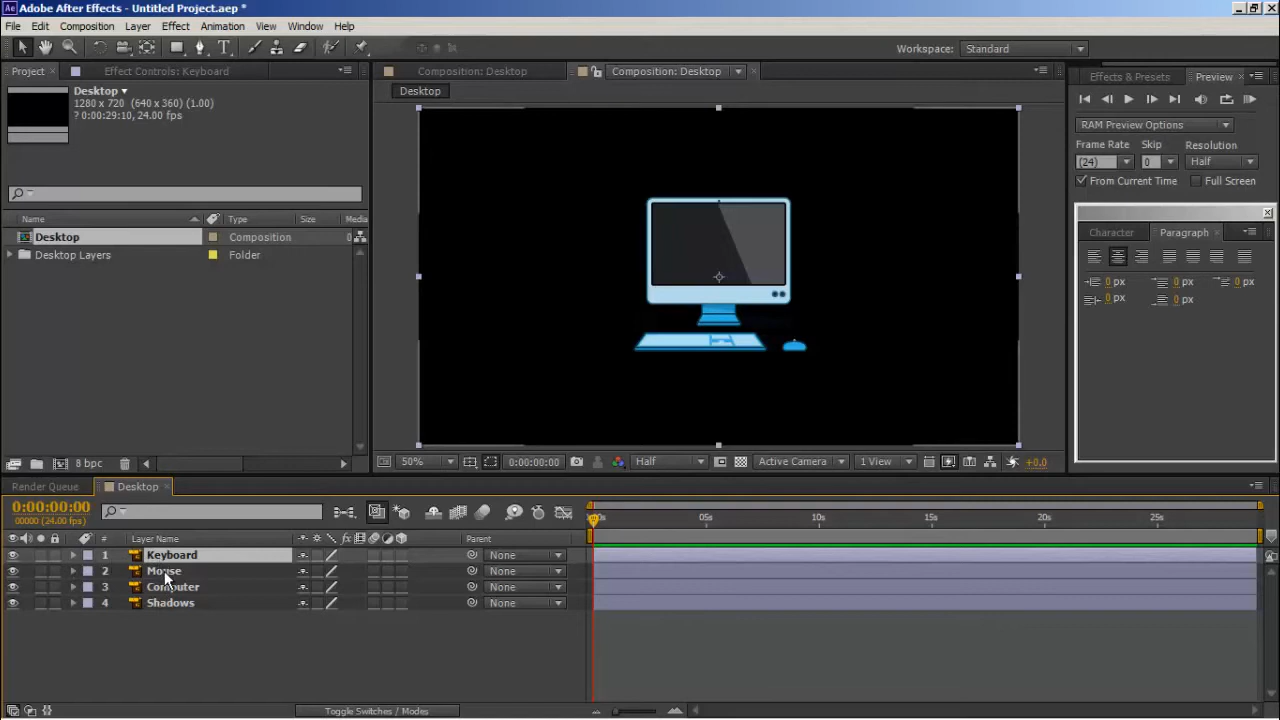 Adobe After Effects - Untitled Project.aep *
File Edit Composition Layer Effect Animation View Window Help
Workspace: Standard
Project Effect Controls: Keyboard
Composition: Desktop Composition: Desktop
Effects & Presets Preview
Desktop
1280 x 720 (640 x 360) (1.00)
? 0:00:29:10, 24.00 fps
Desktop
RAM Preview Options
Frame Rate Skip Resolution
(24) 0 Half
From Current Time Full Screen
Name Type Size Media
Desktop Composition 0
Desktop Layers Folder
Character Paragraph
0 px 0 px 0 px
0 px 0 px
8 bpc
50% 0:00:00:00 Half Active Camera 1 View +0.0
Render Queue Desktop
0:00:00:00
00000 (24.00 fps)
05s 10s 15s 20s 25s
# Layer Name fx Parent
1 Keyboard None
2 Mouse None
3 Computer None
4 Shadows None
Toggle Switches / Modes